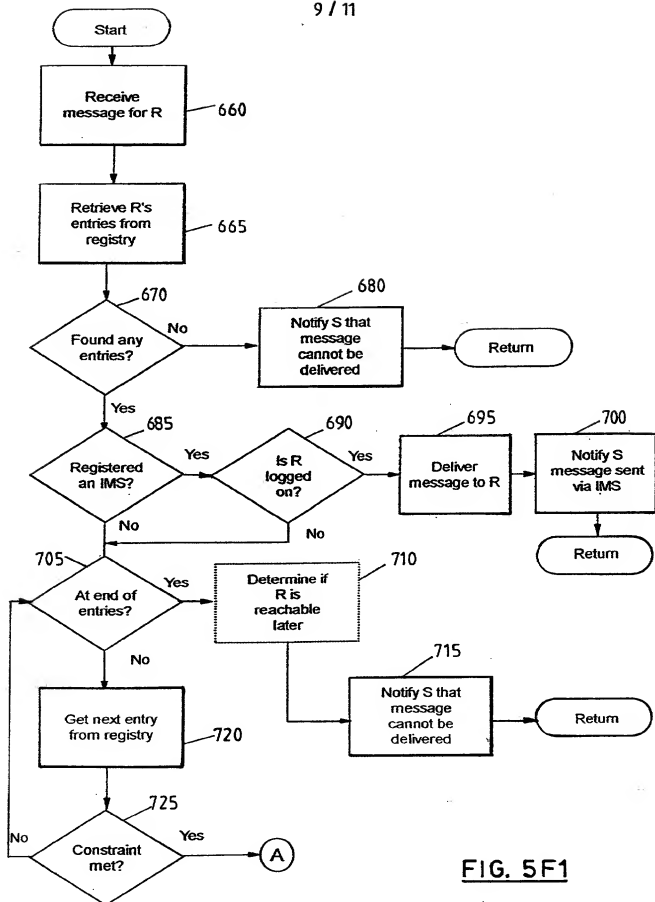 9 / 11
Start
Receive
message for R
660
Retrieve R's
entries from
registry
665
670
Found any
entries?
No
680
Notify S that
message
cannot be
delivered
Return
Yes
685
Registered
an IMS?
Yes
690
Is R
logged
on?
Yes
695
Deliver
message to R
700
Notify S
message sent
via IMS
Return
No
No
705
At end of
entries?
Yes
Determine if
R is
reachable
later
710
715
Notify S that
message
cannot be
delivered
Return
No
Get next entry
from registry
720
725
Constraint
met?
No
Yes
A
FIG. 5F1